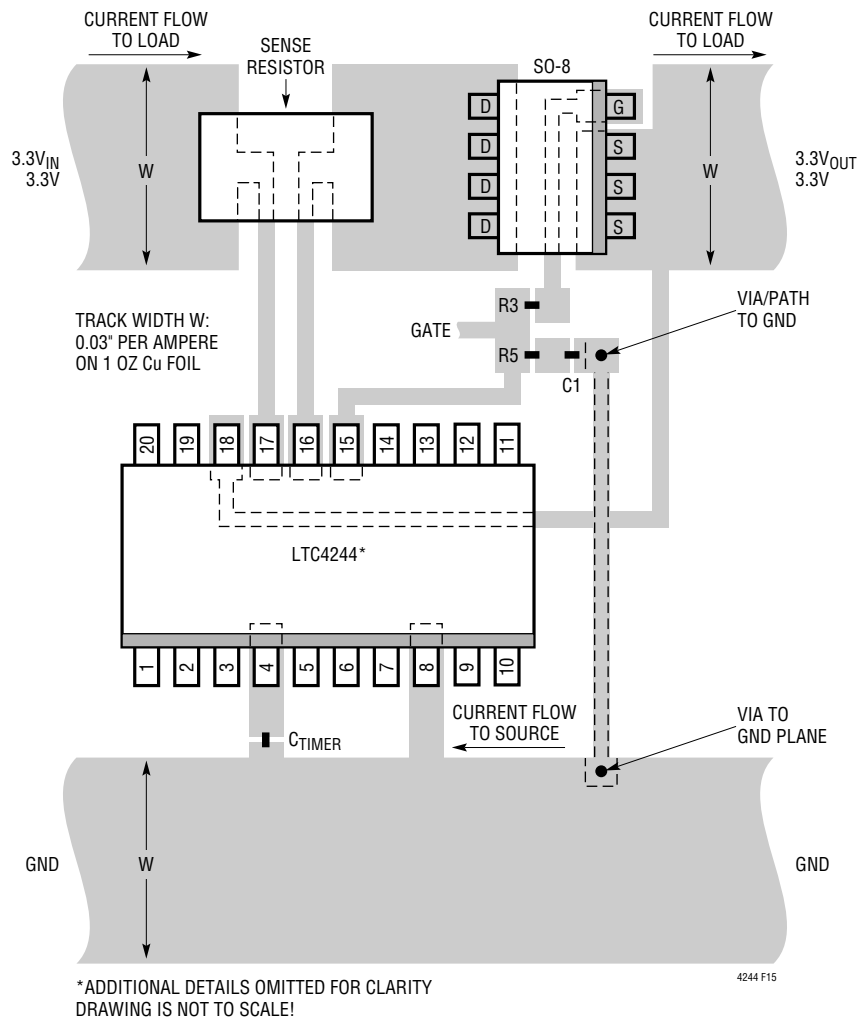 CURRENT FLOW
TO LOAD
SENSE
RESISTOR
SO-8
CURRENT FLOW
TO LOAD
D
D
D
D
G
S
S
S
3.3VIN
3.3V
W
W
3.3VOUT
3.3V
TRACK WIDTH W:
0.03" PER AMPERE
ON 1 OZ Cu FOIL
GATE
R3
R5
C1
VIA/PATH
TO GND
20
19
18
17
16
15
14
13
12
11
LTC4244*
1
2
3
4
5
6
7
8
9
10
CTIMER
CURRENT FLOW
TO SOURCE
VIA TO
GND PLANE
GND
W
GND
*ADDITIONAL DETAILS OMITTED FOR CLARITY
DRAWING IS NOT TO SCALE!
4244 F15